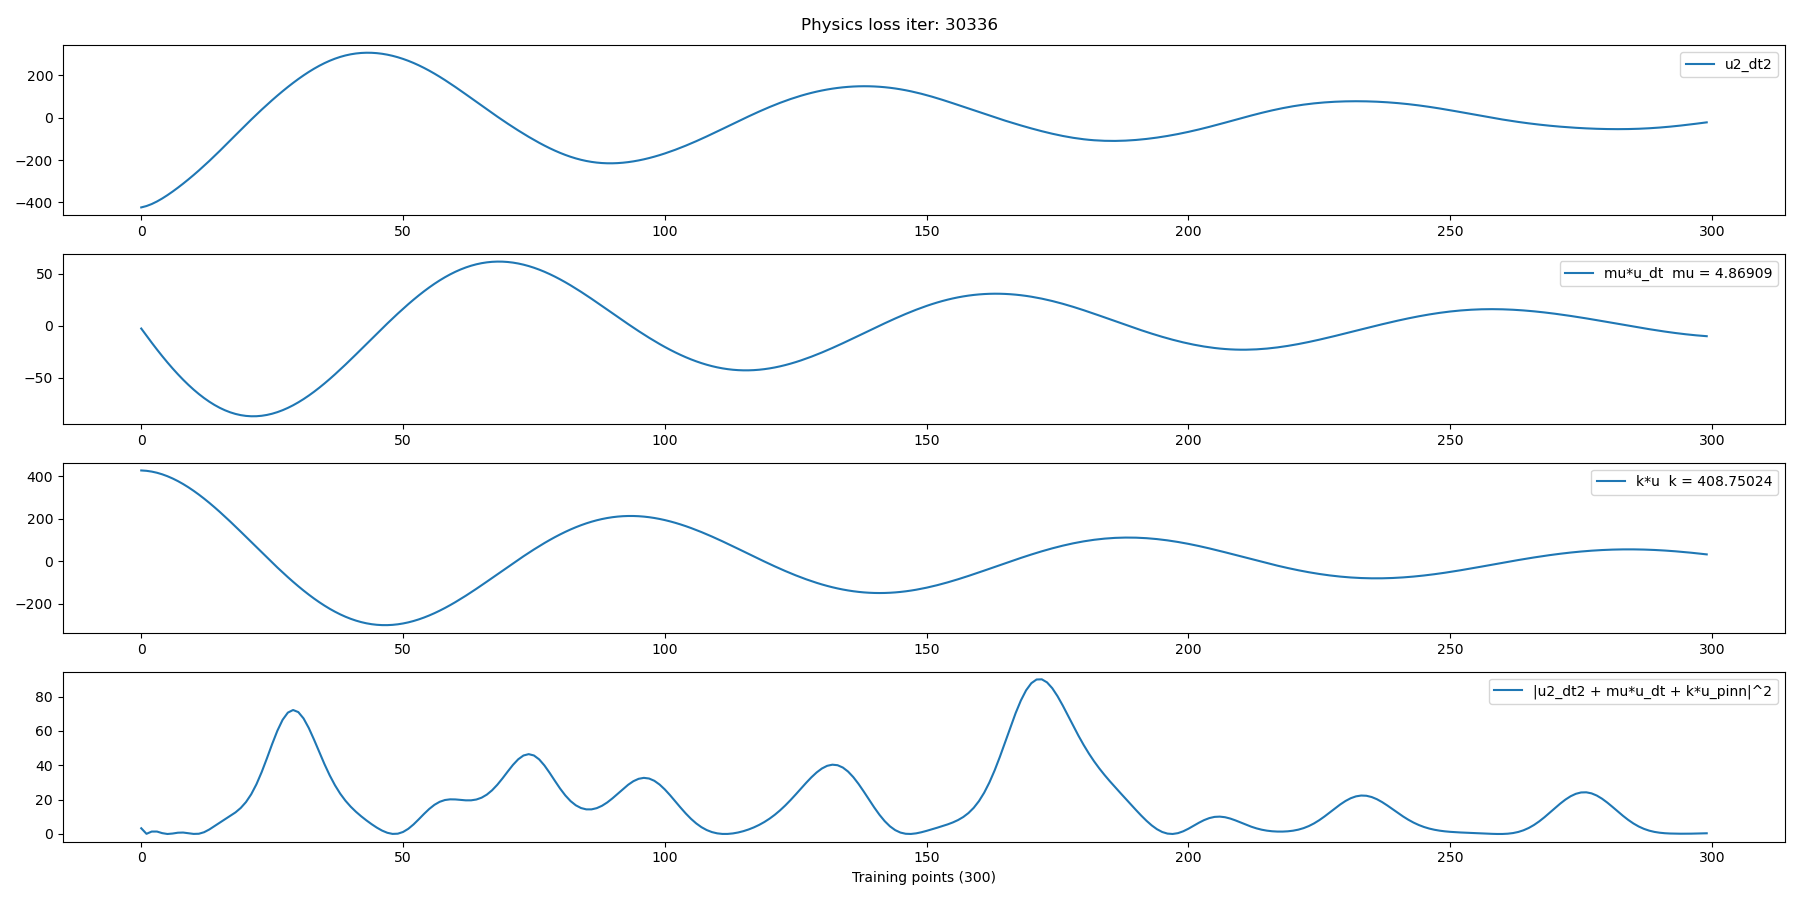 Physics loss iter: 30336
u2_dt2
200
0
−200
−400
0 50 100 150 200 250 300
mu*u_dt  mu = 4.86909
50
0
−50
0 50 100 150 200 250 300
k*u  k = 408.75024
400
200
0
−200
0 50 100 150 200 250 300
|u2_dt2 + mu*u_dt + k*u_pinn|^2
80
60
40
20
0
0 50 100 150 200 250 300
Training points (300)